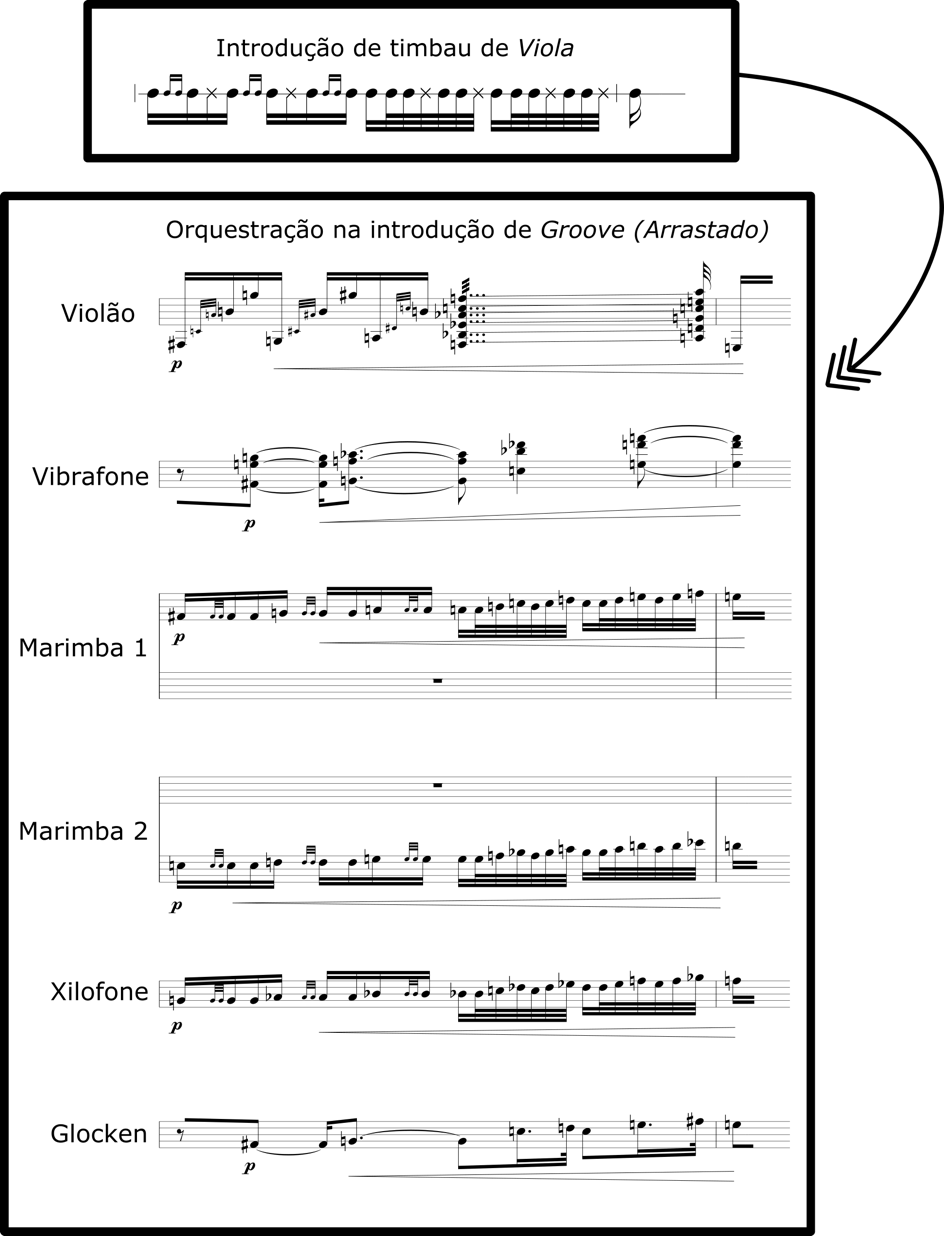 Introdução de timbau de Viola
Orquestração na introdução de Groove (Arrastado)
Violão
p
Vibrafone
p
p
Marimba 1
Marimba 2
p
Xilofone
p
Glocken
p